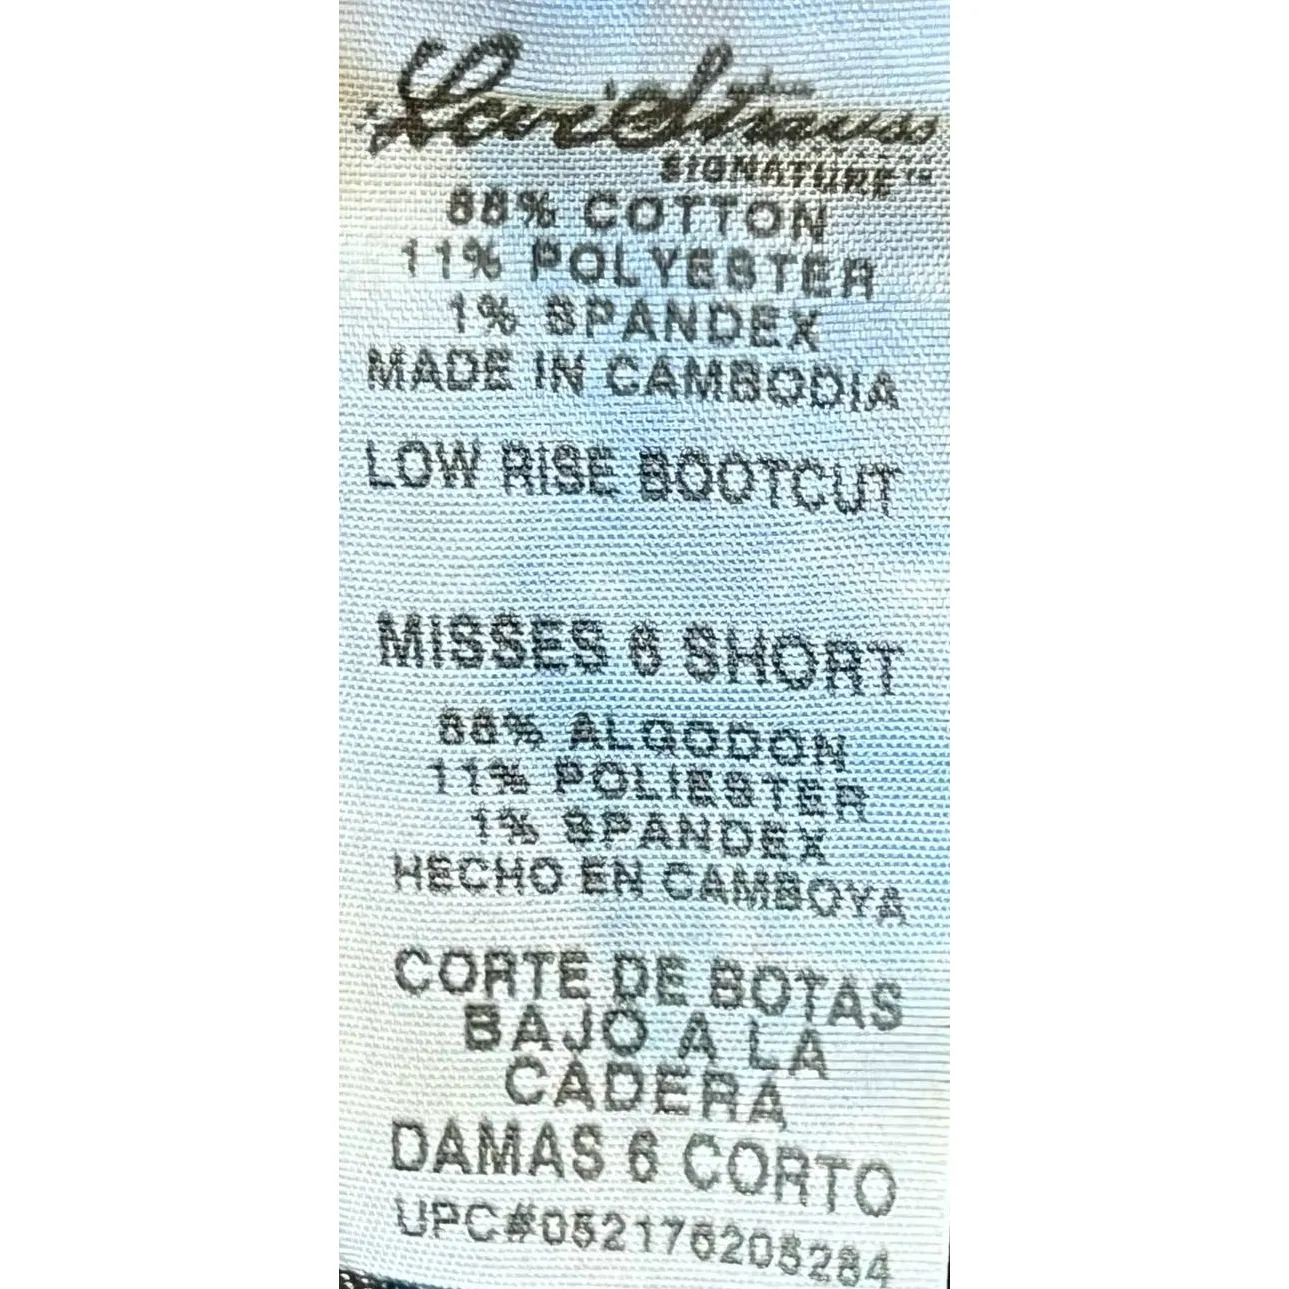 Levi Strauss
SIGNATURE™
88% COTTON
11% POLYESTER
1% SPANDEX
MADE IN CAMBODIA
LOW RISE BOOTCUT
MISSES 6 SHORT
88% ALGODON
11% POLIESTER
1% SPANDEX
HECHO EN CAMBOYA
CORTE DE BOTAS
BAJO A LA
CADERA
DAMAS 6 CORTO
UPC#052176205284